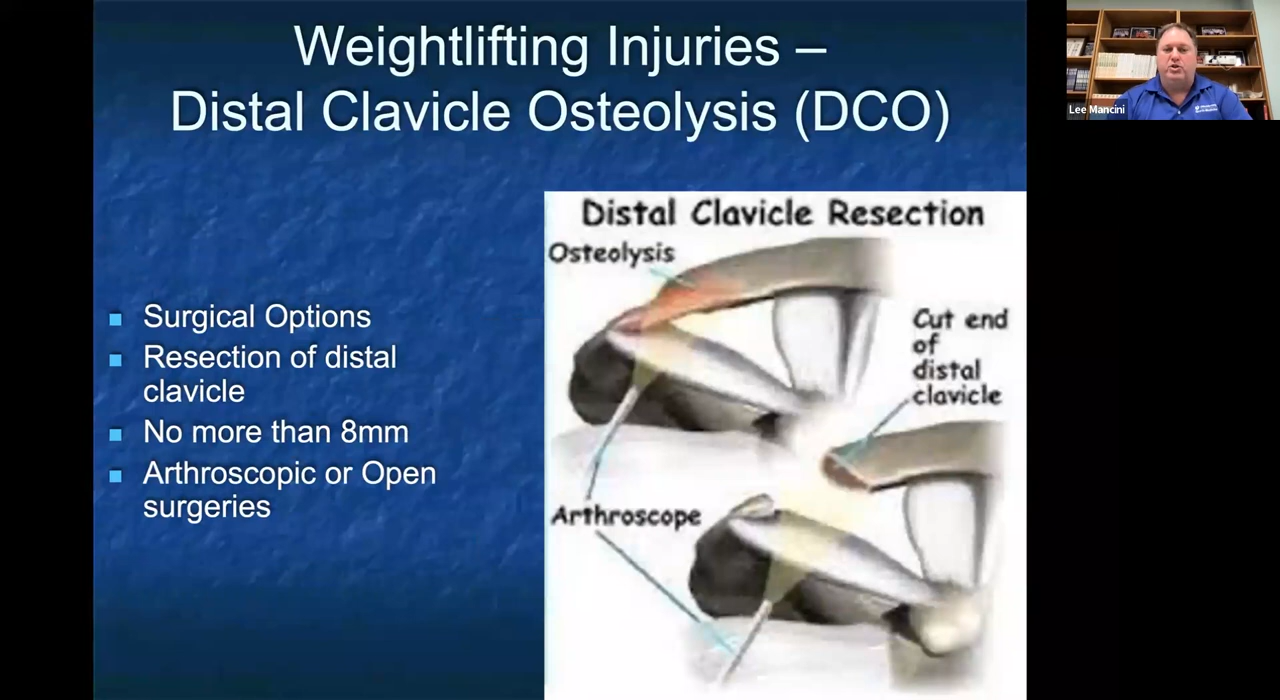 Weightlifting Injuries –
Distal Clavicle Osteolysis (DCO)
Lee Mancini
Surgical Options
Resection of distal
clavicle
No more than 8mm
Arthroscopic or Open
surgeries
Distal Clavicle Resection
Osteolysis
Cut end
of
distal
clavicle
Arthroscope